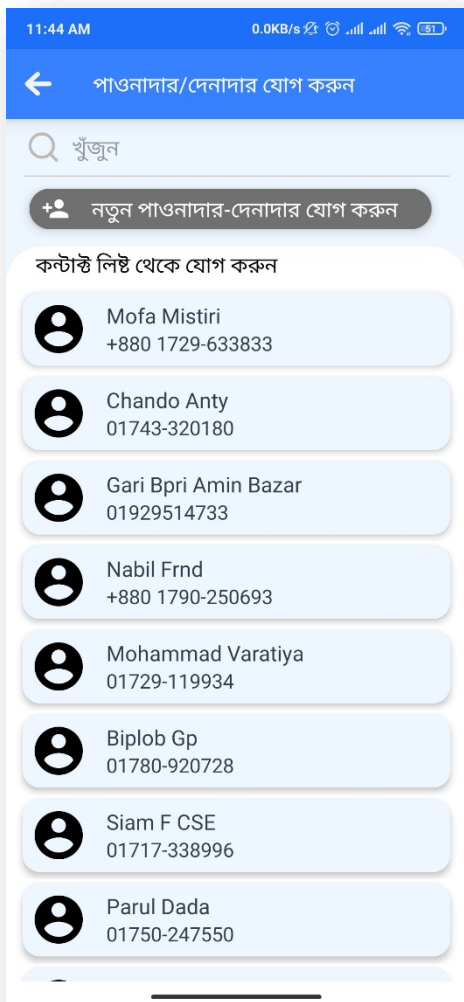 11:44 AM 0.0KB/s 51
পাওনাদার/দেনাদার যোগ করুন
খুঁজুন
নতুন পাওনাদার-দেনাদার যোগ করুন
কন্টাক্ট লিষ্ট থেকে যোগ করুন
Mofa Mistiri
+880 1729-633833
Chando Anty
01743-320180
Gari Bpri Amin Bazar
01929514733
Nabil Frnd
+880 1790-250693
Mohammad Varatiya
01729-119934
Biplob Gp
01780-920728
Siam F CSE
01717-338996
Parul Dada
01750-247550